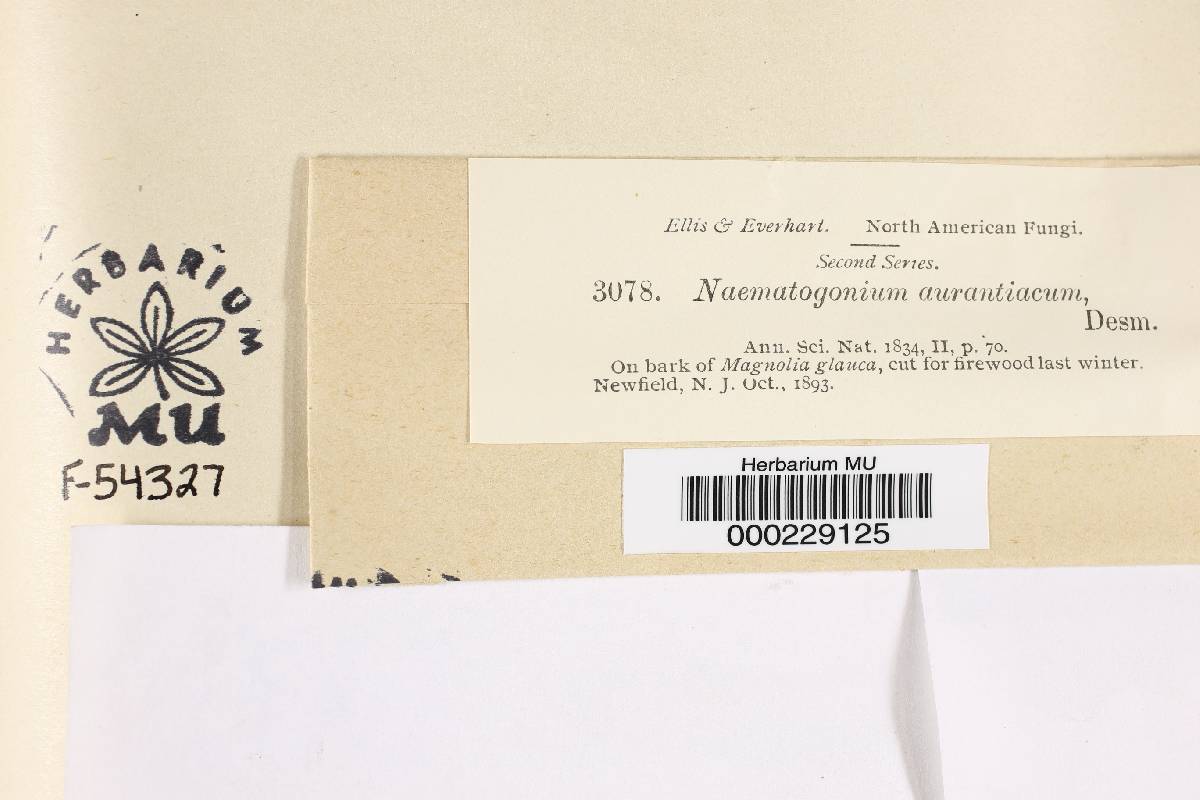 HERBARIUM
MU
F-54327
Ellis & Everhart. North American Fungi.
Second Series.
3078. Naematogonium aurantiacum,
Desm.
Ann. Sci. Nat. 1834, II, p. 70.
On bark of Magnolia glauca, cut for firewood last winter.
Newfield, N. J. Oct., 1893.
Herbarium MU
000229125